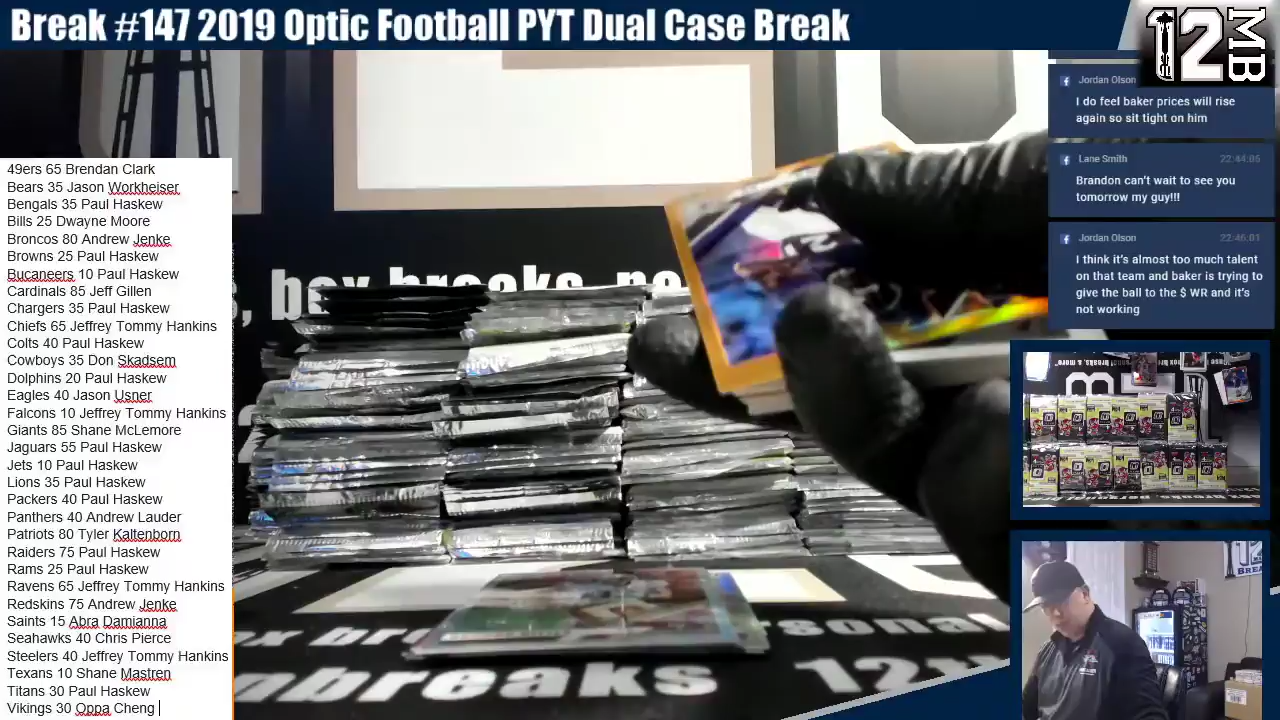 Break #147 2019 Optic Football PYT Dual Case Break
12
MB
49ers 65 Brendan Clark
Bears 35 Jason Workheiser
Bengals 35 Paul Haskew
Bills 25 Dwayne Moore
Broncos 80 Andrew Jenke
Browns 25 Paul Haskew
Bucaneers 10 Paul Haskew
Cardinals 85 Jeff Gillen
Chargers 35 Paul Haskew
Chiefs 65 Jeffrey Tommy Hankins
Colts 40 Paul Haskew
Cowboys 35 Don Skadsem
Dolphins 20 Paul Haskew
Eagles 40 Jason Usner
Falcons 10 Jeffrey Tommy Hankins
Giants 85 Shane McLemore
Jaguars 55 Paul Haskew
Jets 10 Paul Haskew
Lions 35 Paul Haskew
Packers 40 Paul Haskew
Panthers 40 Andrew Lauder
Patriots 80 Tyler Kaltenborn
Raiders 75 Paul Haskew
Rams 25 Paul Haskew
Ravens 65 Jeffrey Tommy Hankins
Redskins 75 Andrew Jenke
Saints 15 Abra Damianna
Seahawks 40 Chris Pierce
Steelers 40 Jeffrey Tommy Hankins
Texans 10 Shane Mastren
Titans 30 Paul Haskew
Vikings 30 Oppa Cheng
Jordan Olson
I do feel baker prices will rise
again so sit tight on him
Lane Smith 22:44:05
Brandon can't wait to see you
tomorrow my guy!!!
Jordan Olson 22:46:01
I think it's almost too much talent
on that team and baker is trying to
give the ball to the $ WR and it's
not working